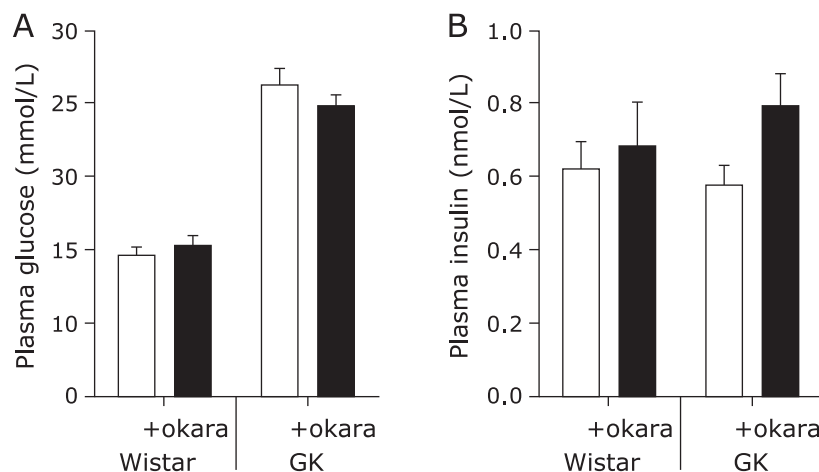 A
Plasma glucose (mmol/L)
30
25
30
15
10
0
+okara +okara
Wistar GK
B
Plasma insulin (nmol/L)
1.0
0.8
0.6
0.4
0.2
0.0
+okara +okara
Wistar GK